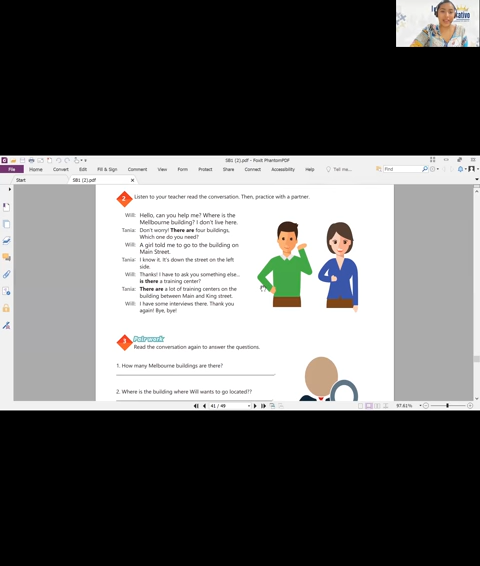 ativo
SB1 (2).pdf - Foxit PhantomPDF
File Home Convert Edit Fill & Sign Comment View Form Protect Share Connect Accessibility Help Tell me... Find
Start SB1 (2).pdf
2. Listen to your teacher read the conversation. Then, practice with a partner.
Will: Hello, can you help me? Where is the
Mellbourne building? I don't live here.
Tania: Don't worry! There are four buildings,
Which one do you need?
Will: A girl told me to go to the building on
Main Street.
Tania: I know it. It's down the street on the left
side.
Will: Thanks! I have to ask you something else...
is there a training center?
Tania: There are a lot of training centers on the
building between Main and King street.
Will: I have some interviews there. Thank you
again! Bye, bye!
3 Pair work
Read the conversation again to answer the questions.
1. How many Melbourne buildings are there?
2. Where is the building where Will wants to go located??
41 / 49
97.61%